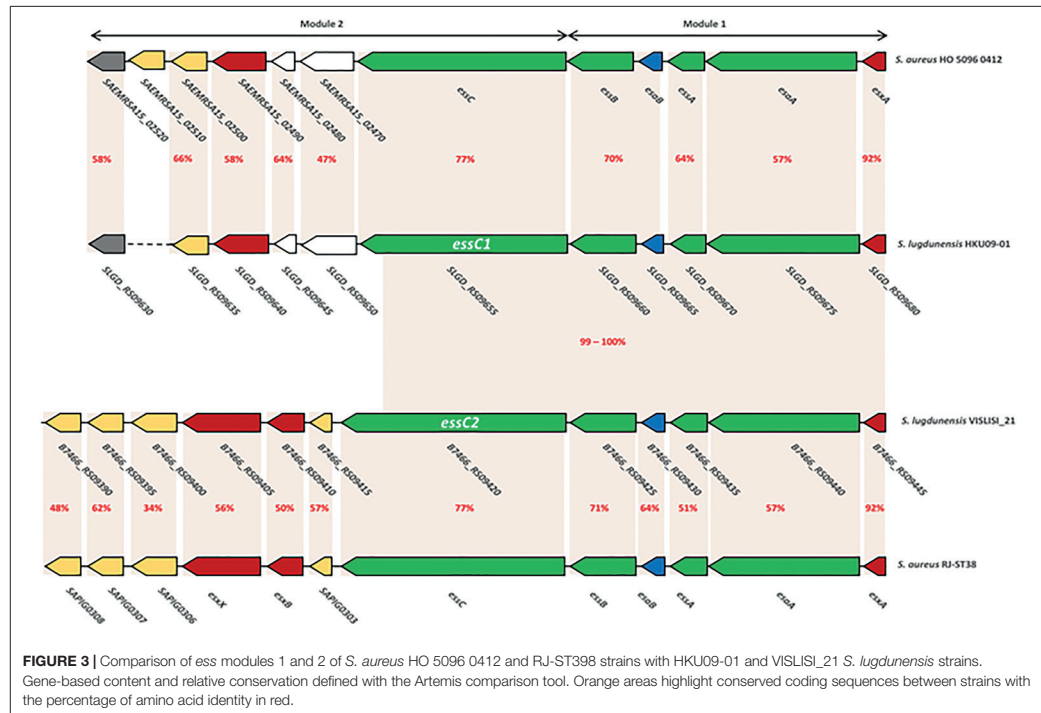 Module 2 Module 1
S. aureus HO 5096 0412
SAEMRSA15_02520 SAEMRSA15_02510 SAEMRSA15_02500 SAEMRSA15_02490 SAEMRSA15_02480 SAEMRSA15_02470 essC essB esaB essA esaA esxA
58% 66% 58% 64% 47% 77% 70% 64% 57% 92%
essC1 S. lugdunensis HKU09-01
SLGD_RS09630 SLGD_RS09635 SLGD_RS09640 SLGD_RS09645 SLGD_RS09650 SLGD_RS09655 SLGD_RS09660 SLGD_RS09665 SLGD_RS09670 SLGD_RS09675 SLGD_RS09680
99 – 100%
essC2 S. lugdunensis VISLISI_21
B7466_RS09390 B7466_RS09395 B7466_RS09400 B7466_RS09405 B7466_RS09410 B7466_RS09415 B7466_RS09420 B7466_RS09425 B7466_RS09430 B7466_RS09435 B7466_RS09440 B7466_RS09445
48% 62% 34% 56% 50% 57% 77% 71% 64% 51% 57% 92%
S. aureus RJ-ST38
SAPIG0308 SAPIG0307 SAPIG0306 esxX esxB SAPIG0303 essC essB esaB essA esaA esxA
FIGURE 3 | Comparison of ess modules 1 and 2 of S. aureus HO 5096 0412 and RJ-ST398 strains with HKU09-01 and VISLISI_21 S. lugdunensis strains.
Gene-based content and relative conservation defined with the Artemis comparison tool. Orange areas highlight conserved coding sequences between strains with
the percentage of amino acid identity in red.